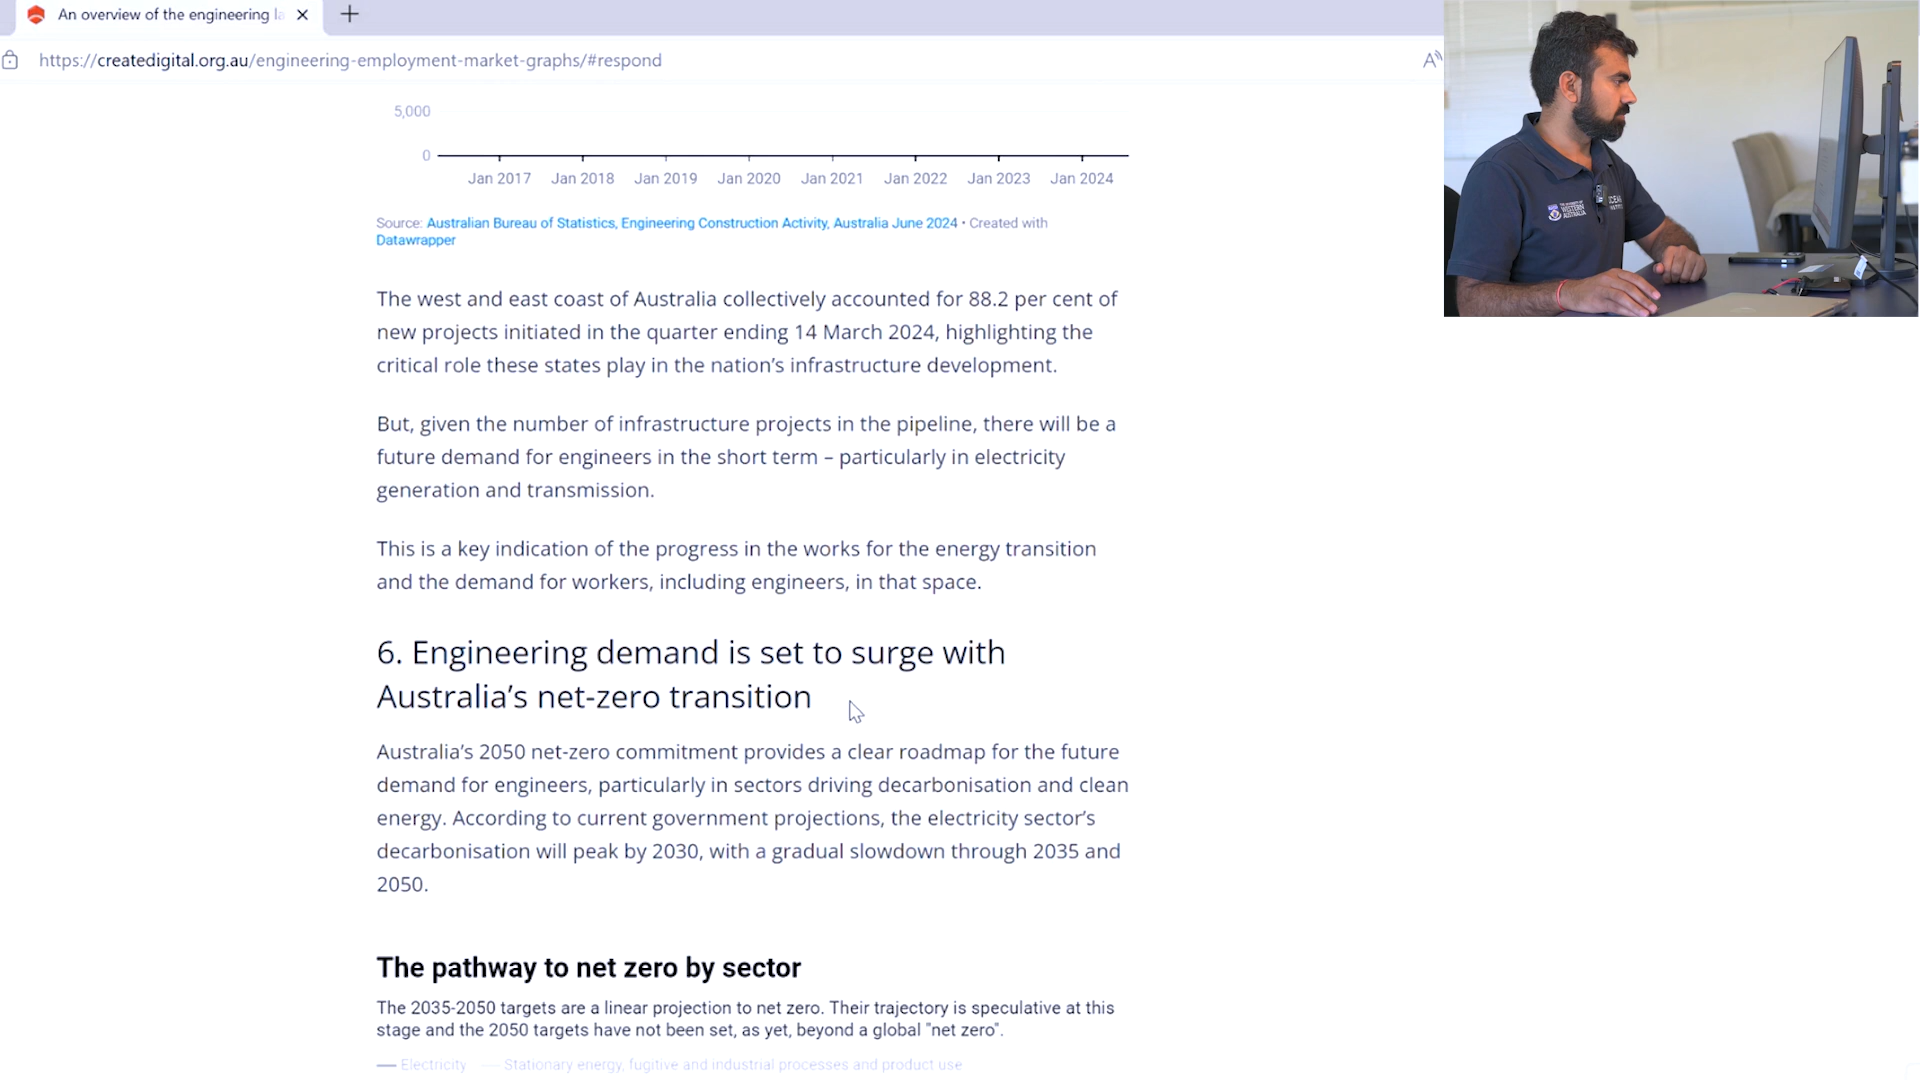 An overview of the engineering la
https://createdigital.org.au/engineering-employment-market-graphs/#respond
5,000
0
Jan 2017 Jan 2018 Jan 2019 Jan 2020 Jan 2021 Jan 2022 Jan 2023 Jan 2024
Source: Australian Bureau of Statistics, Engineering Construction Activity, Australia June 2024 • Created with
Datawrapper
The west and east coast of Australia collectively accounted for 88.2 per cent of
new projects initiated in the quarter ending 14 March 2024, highlighting the
critical role these states play in the nation’s infrastructure development.
But, given the number of infrastructure projects in the pipeline, there will be a
future demand for engineers in the short term – particularly in electricity
generation and transmission.
This is a key indication of the progress in the works for the energy transition
and the demand for workers, including engineers, in that space.
6. Engineering demand is set to surge with
Australia’s net-zero transition
Australia’s 2050 net-zero commitment provides a clear roadmap for the future
demand for engineers, particularly in sectors driving decarbonisation and clean
energy. According to current government projections, the electricity sector’s
decarbonisation will peak by 2030, with a gradual slowdown through 2035 and
2050.
The pathway to net zero by sector
The 2035-2050 targets are a linear projection to net zero. Their trajectory is speculative at this
stage and the 2050 targets have not been set, as yet, beyond a global "net zero".
Electricity Stationary energy, fugitive and industrial processes and product use
WESTERN
AUSTRALIA